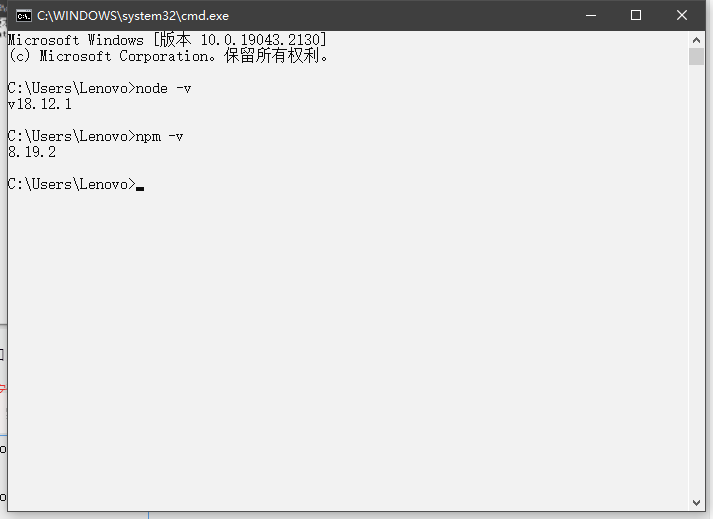 C:\WINDOWS\system32\cmd.exe
Microsoft Windows [版本 10.0.19043.2130]
(c) Microsoft Corporation。保留所有权利。
C:\Users\Lenovo>node -v
v18.12.1
C:\Users\Lenovo>npm -v
8.19.2
C:\Users\Lenovo>